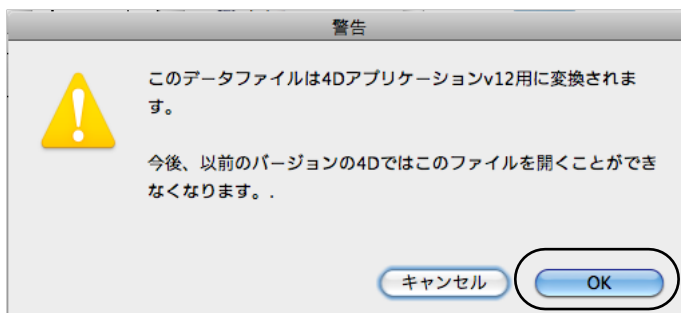 警告
このデータファイルは4Dアプリケーションv12用に変換されま
す。
今後、以前のバージョンの4Dではこのファイルを開くことができ
なくなります。.
キャンセル
OK